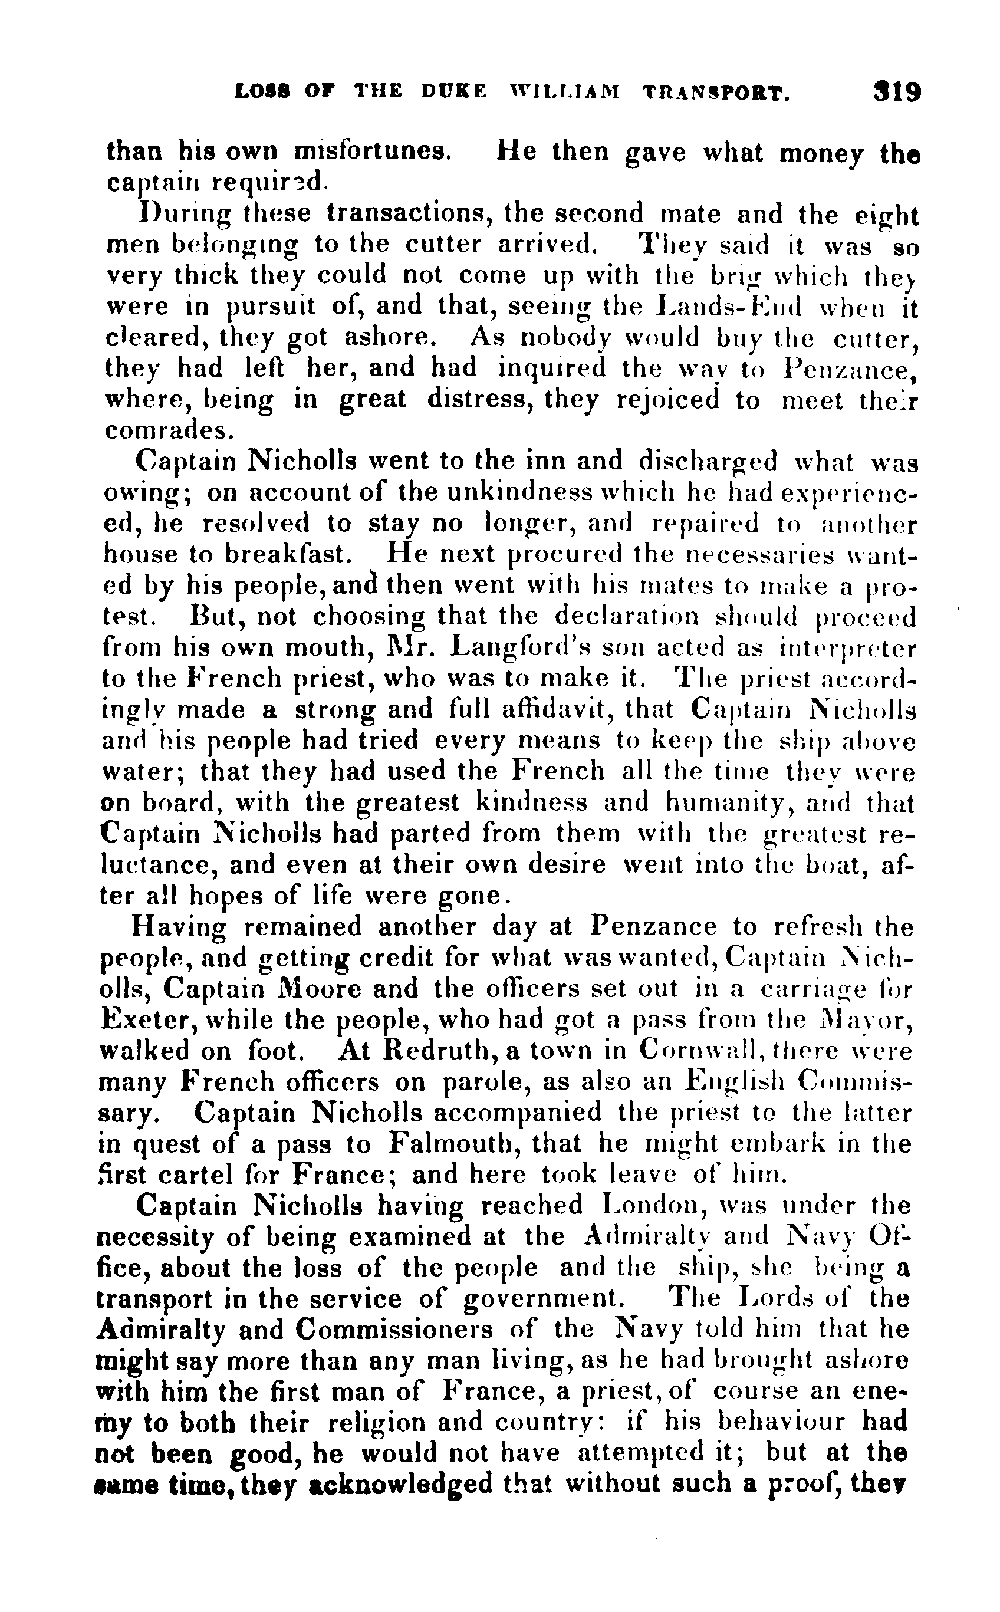 LOSS OF THE DUKE WILLIAM TRANSPORT. 319
than his own misfortunes. He then gave what money the
captain required.
During these transactions, the second mate and the eight
men belonging to the cutter arrived. They said it was so
very thick they could not come up with the brig which they
were in pursuit of, and that, seeing the Lands-End when it
cleared, they got ashore. As nobody would buy the cutter,
they had left her, and had inquired the way to Penzance,
where, being in great distress, they rejoiced to meet their
comrades.
Captain Nicholls went to the inn and discharged what was
owing; on account of the unkindness which he had experienc-
ed, he resolved to stay no longer, and repaired to another
house to breakfast. He next procured the necessaries want-
ed by his people, and then went with his mates to make a pro-
test. But, not choosing that the declaration should proceed
from his own mouth, Mr. Langford's son acted as interpreter
to the French priest, who was to make it. The priest accord-
ingly made a strong and full affidavit, that Captain Nicholls
and his people had tried every means to keep the ship above
water; that they had used the French all the time they were
on board, with the greatest kindness and humanity, and that
Captain Nicholls had parted from them with the greatest re-
luctance, and even at their own desire went into the boat, af-
ter all hopes of life were gone.
Having remained another day at Penzance to refresh the
people, and getting credit for what was wanted, Captain Nich-
olls, Captain Moore and the officers set out in a carriage for
Exeter, while the people, who had got a pass from the Mayor,
walked on foot. At Redruth, a town in Cornwall, there were
many French officers on parole, as also an English Commis-
sary. Captain Nicholls accompanied the priest to the latter
in quest of a pass to Falmouth, that he might embark in the
first cartel for France; and here took leave of him.
Captain Nicholls having reached London, was under the
necessity of being examined at the Admiralty and Navy Of-
fice, about the loss of the people and the ship, she being a
transport in the service of government. The Lords of the
Admiralty and Commissioners of the Navy told him that he
might say more than any man living, as he had brought ashore
with him the first man of France, a priest, of course an ene-
my to both their religion and country: if his behaviour had
not been good, he would not have attempted it; but at the
same time, they acknowledged that without such a proof, they